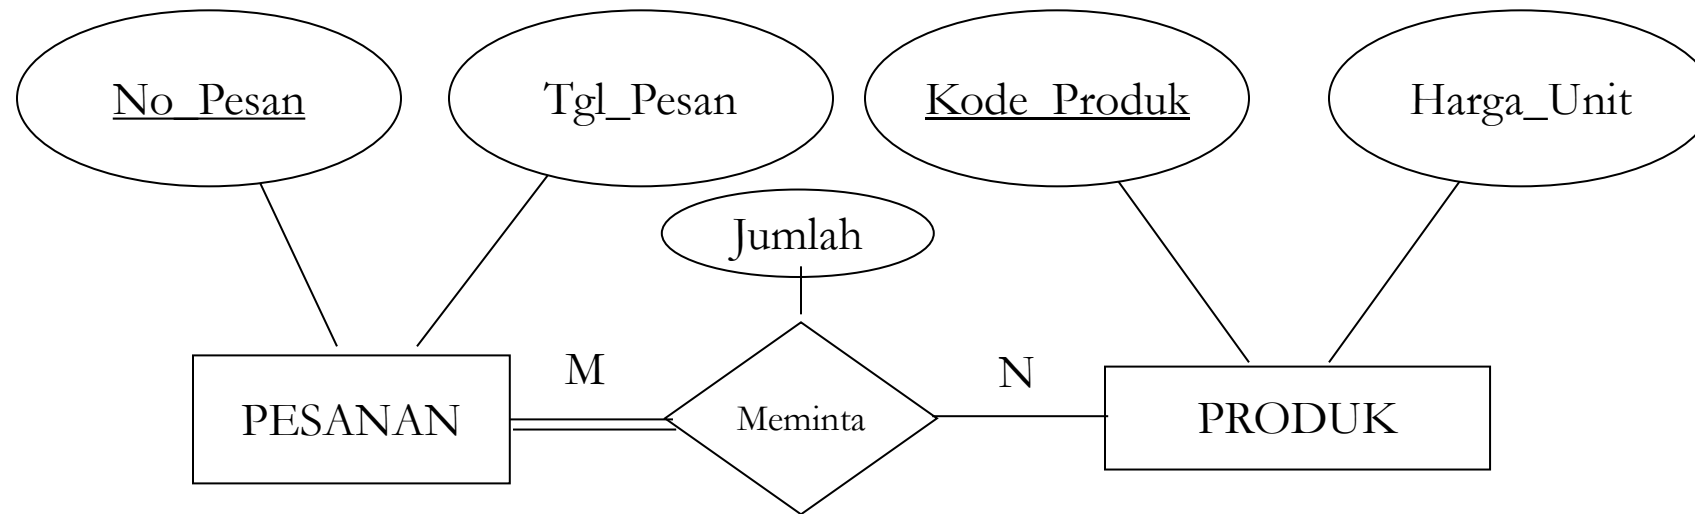 No_Pesan
Tgl_Pesan
Kode_Produk
Harga_Unit
Jumlah
M
N
PESANAN
Meminta
PRODUK